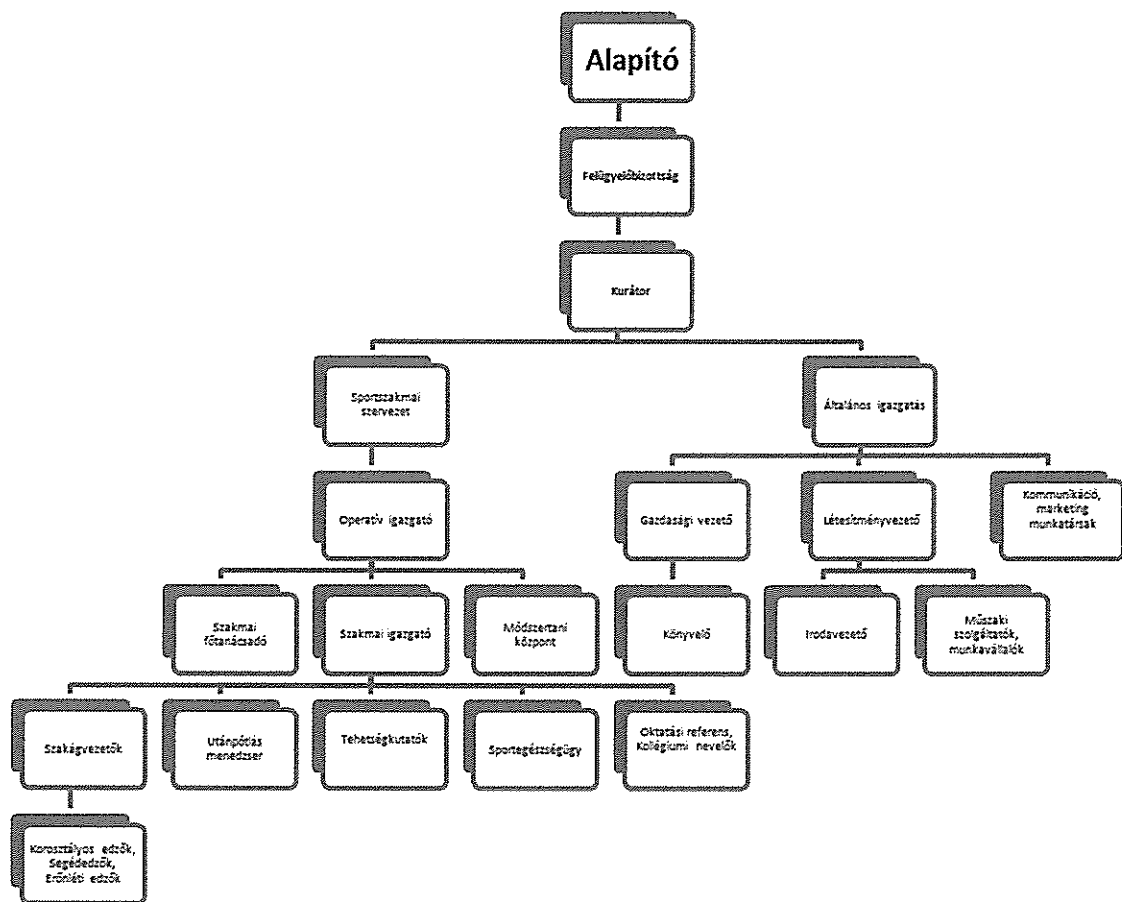 Alapító
Felügyelőbizottság
Kurátor
Sportszakmai
szervezet
Általános igazgatás
Operatív igazgató
Gazdasági vezető
Létesítményvezető
Kommunikáció,
marketing
munkatársak
Szakmai
főtanácsadó
Szakmai igazgató
Módszertani
központ
Könyvelő
Irodavezető
Műszaki
szolgáltatók,
munkavállalók
Szakágvezetők
Utánpótlás
menedzser
Tehetségkutatók
Sportegészségügy
Oktatási referens,
Kollégiumi nevelők
Korosztályos edzők,
Segédedzők,
Erőnléti edzők